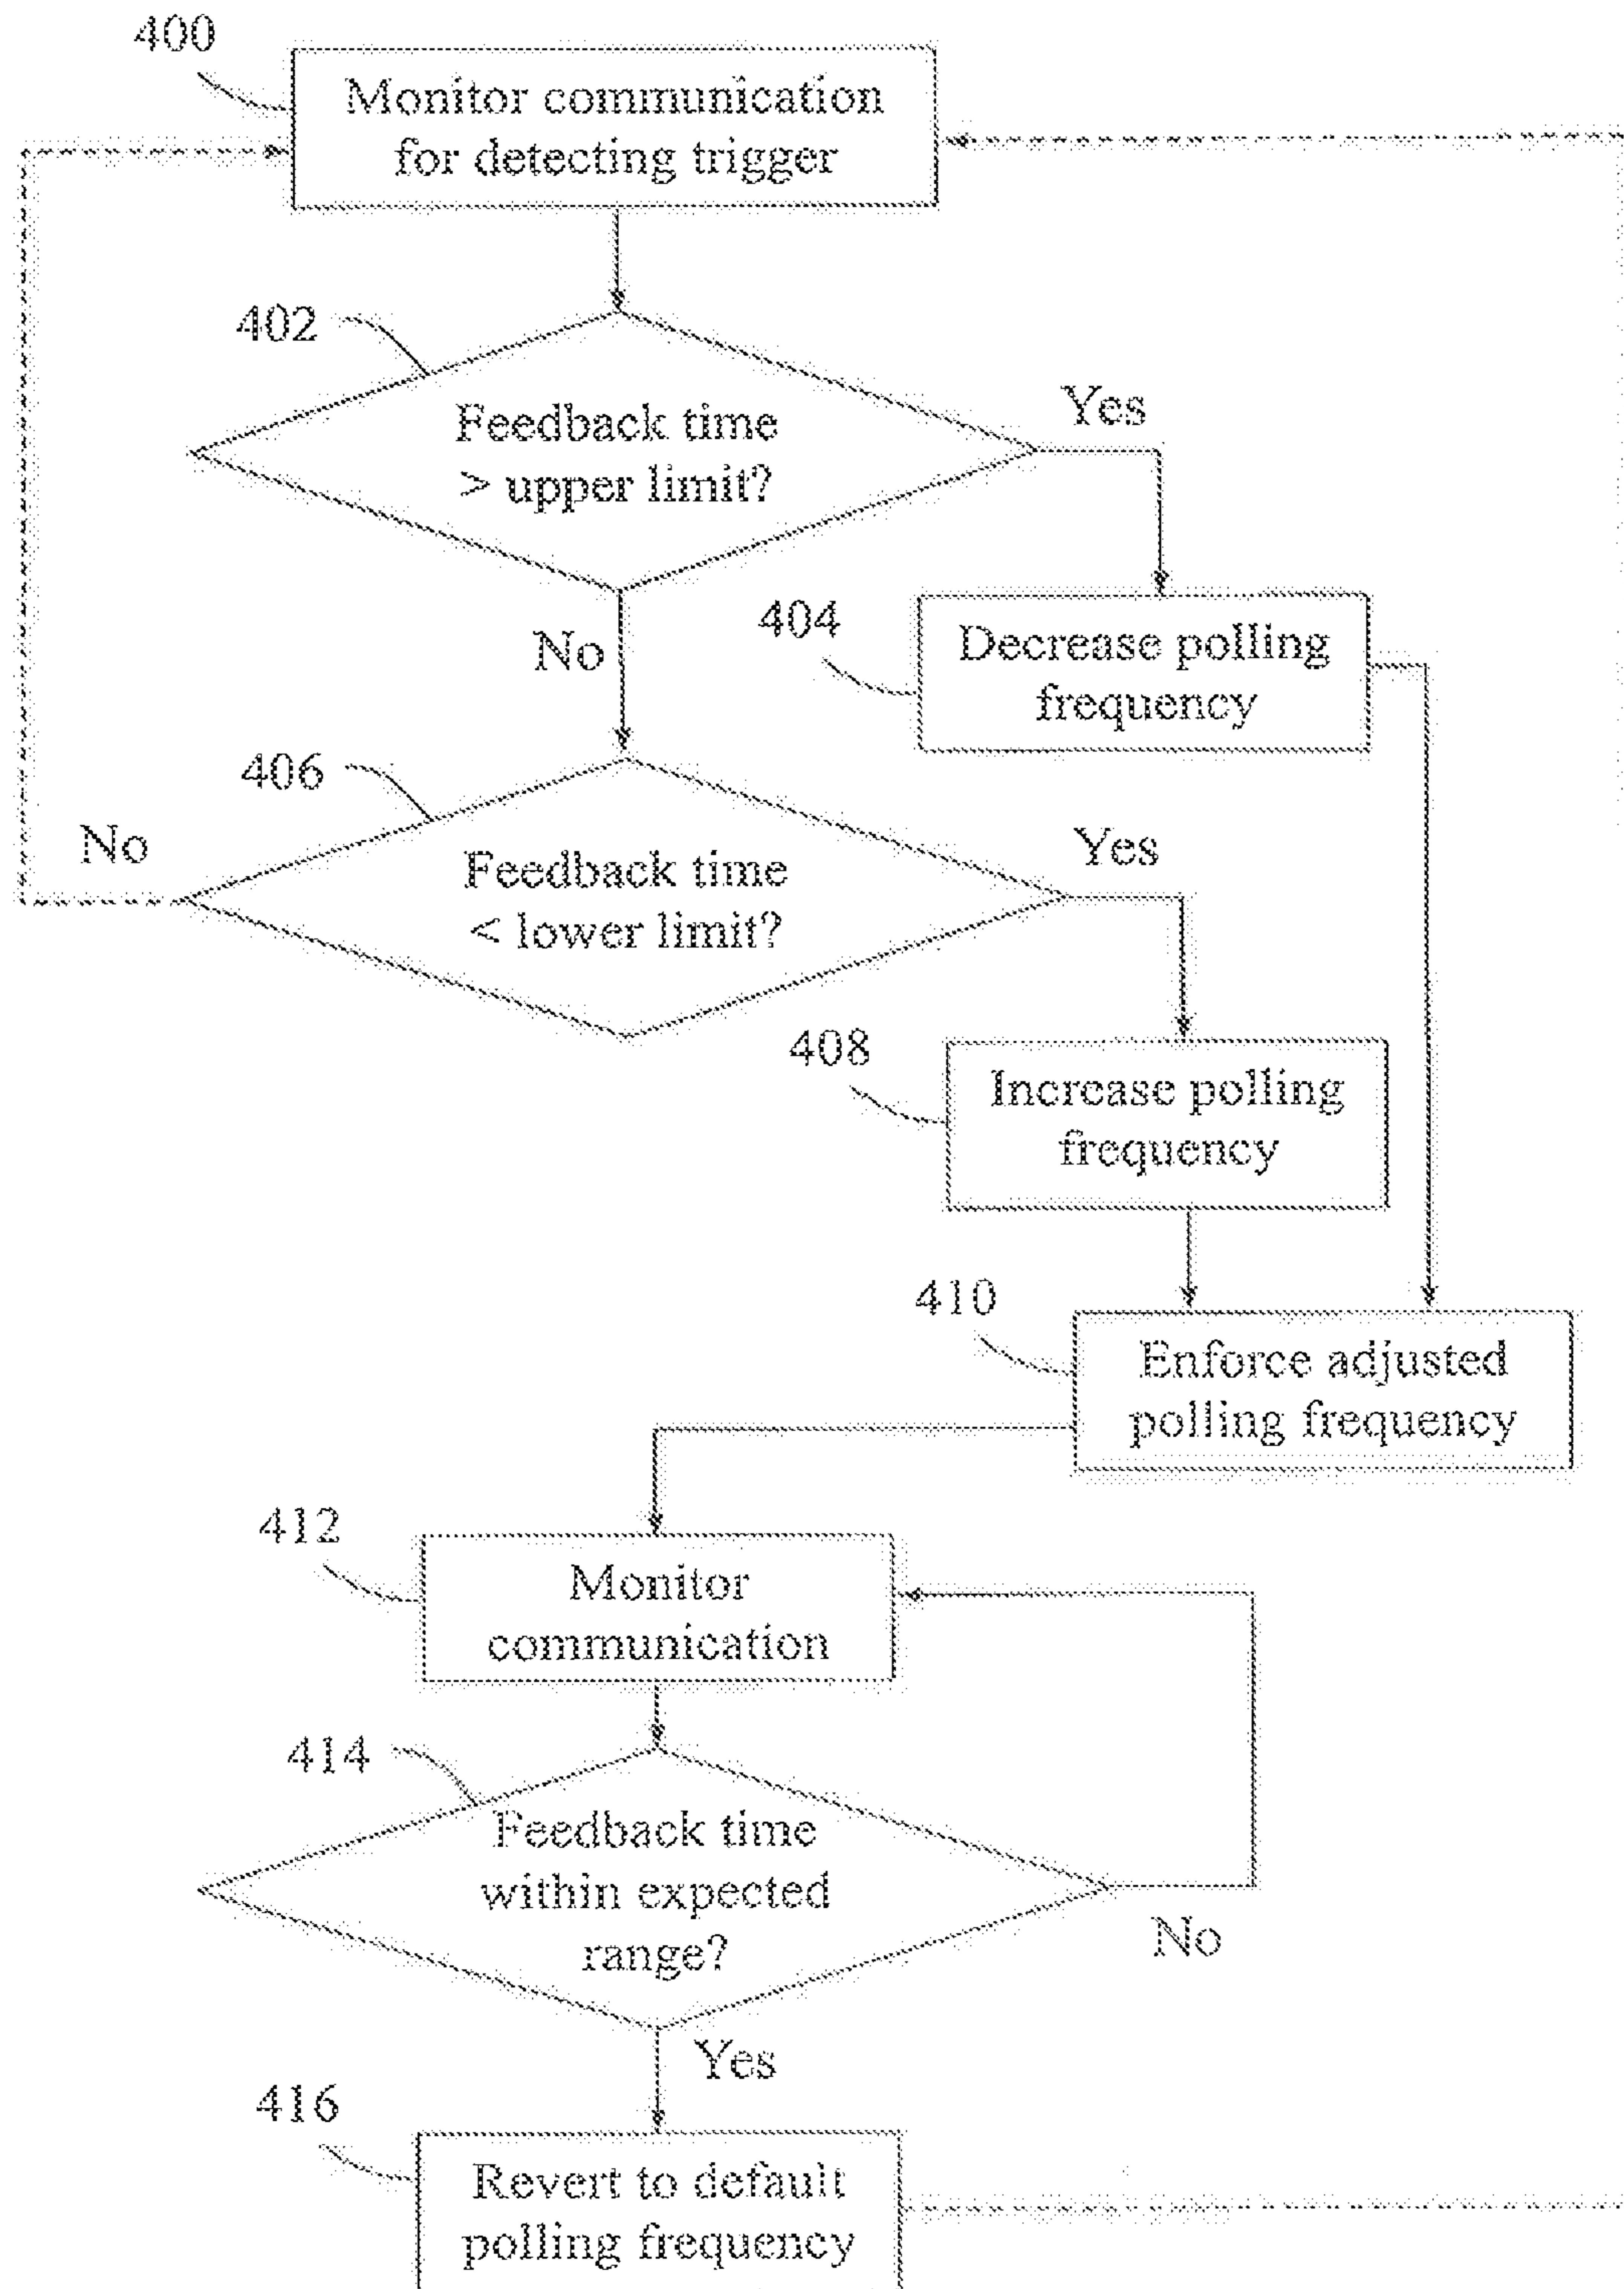 400
Monitor communication
for detecting trigger
402
Feedback time
> upper limit?
Yes
No
404
Decrease polling
frequency
406
Feedback time
< lower limit?
No
Yes
408
Increase polling
frequency
410
Enforce adjusted
polling frequency
412
Monitor
communication
414
Feedback time
within expected
range?
No
Yes
416
Revert to default
polling frequency